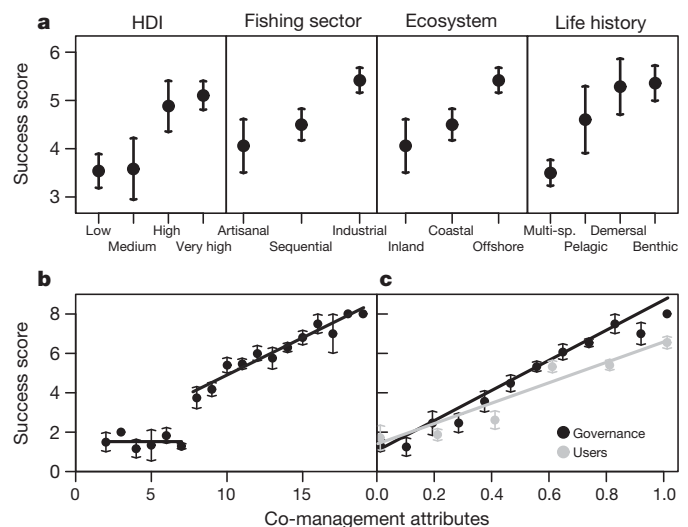 a
HDI
Fishing sector
Ecosystem
Life history
Success score
6
5
4
3
Low
Medium
High
Very high
Artisanal
Sequential
Industrial
Inland
Coastal
Offshore
Multi-sp.
Pelagic
Demersal
Benthic
b
c
Success score
8
6
4
2
0
Governance
Users
0 5 10 15 0.0 0.2 0.4 0.6 0.8 1.0
Co-management attributes